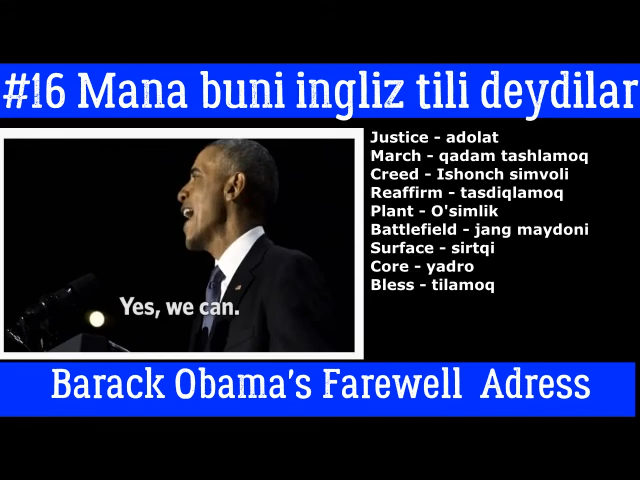 #16 Mana buni ingliz tili deydilar
Justice - adolat
March - qadam tashlamoq
Creed - Ishonch simvoli
Reaffirm - tasdiqlamoq
Plant - O'simlik
Battlefield - jang maydoni
Surface - sirtqi
Core - yadro
Bless - tilamoq
Yes, we can.
Barack Obama's Farewell Adress